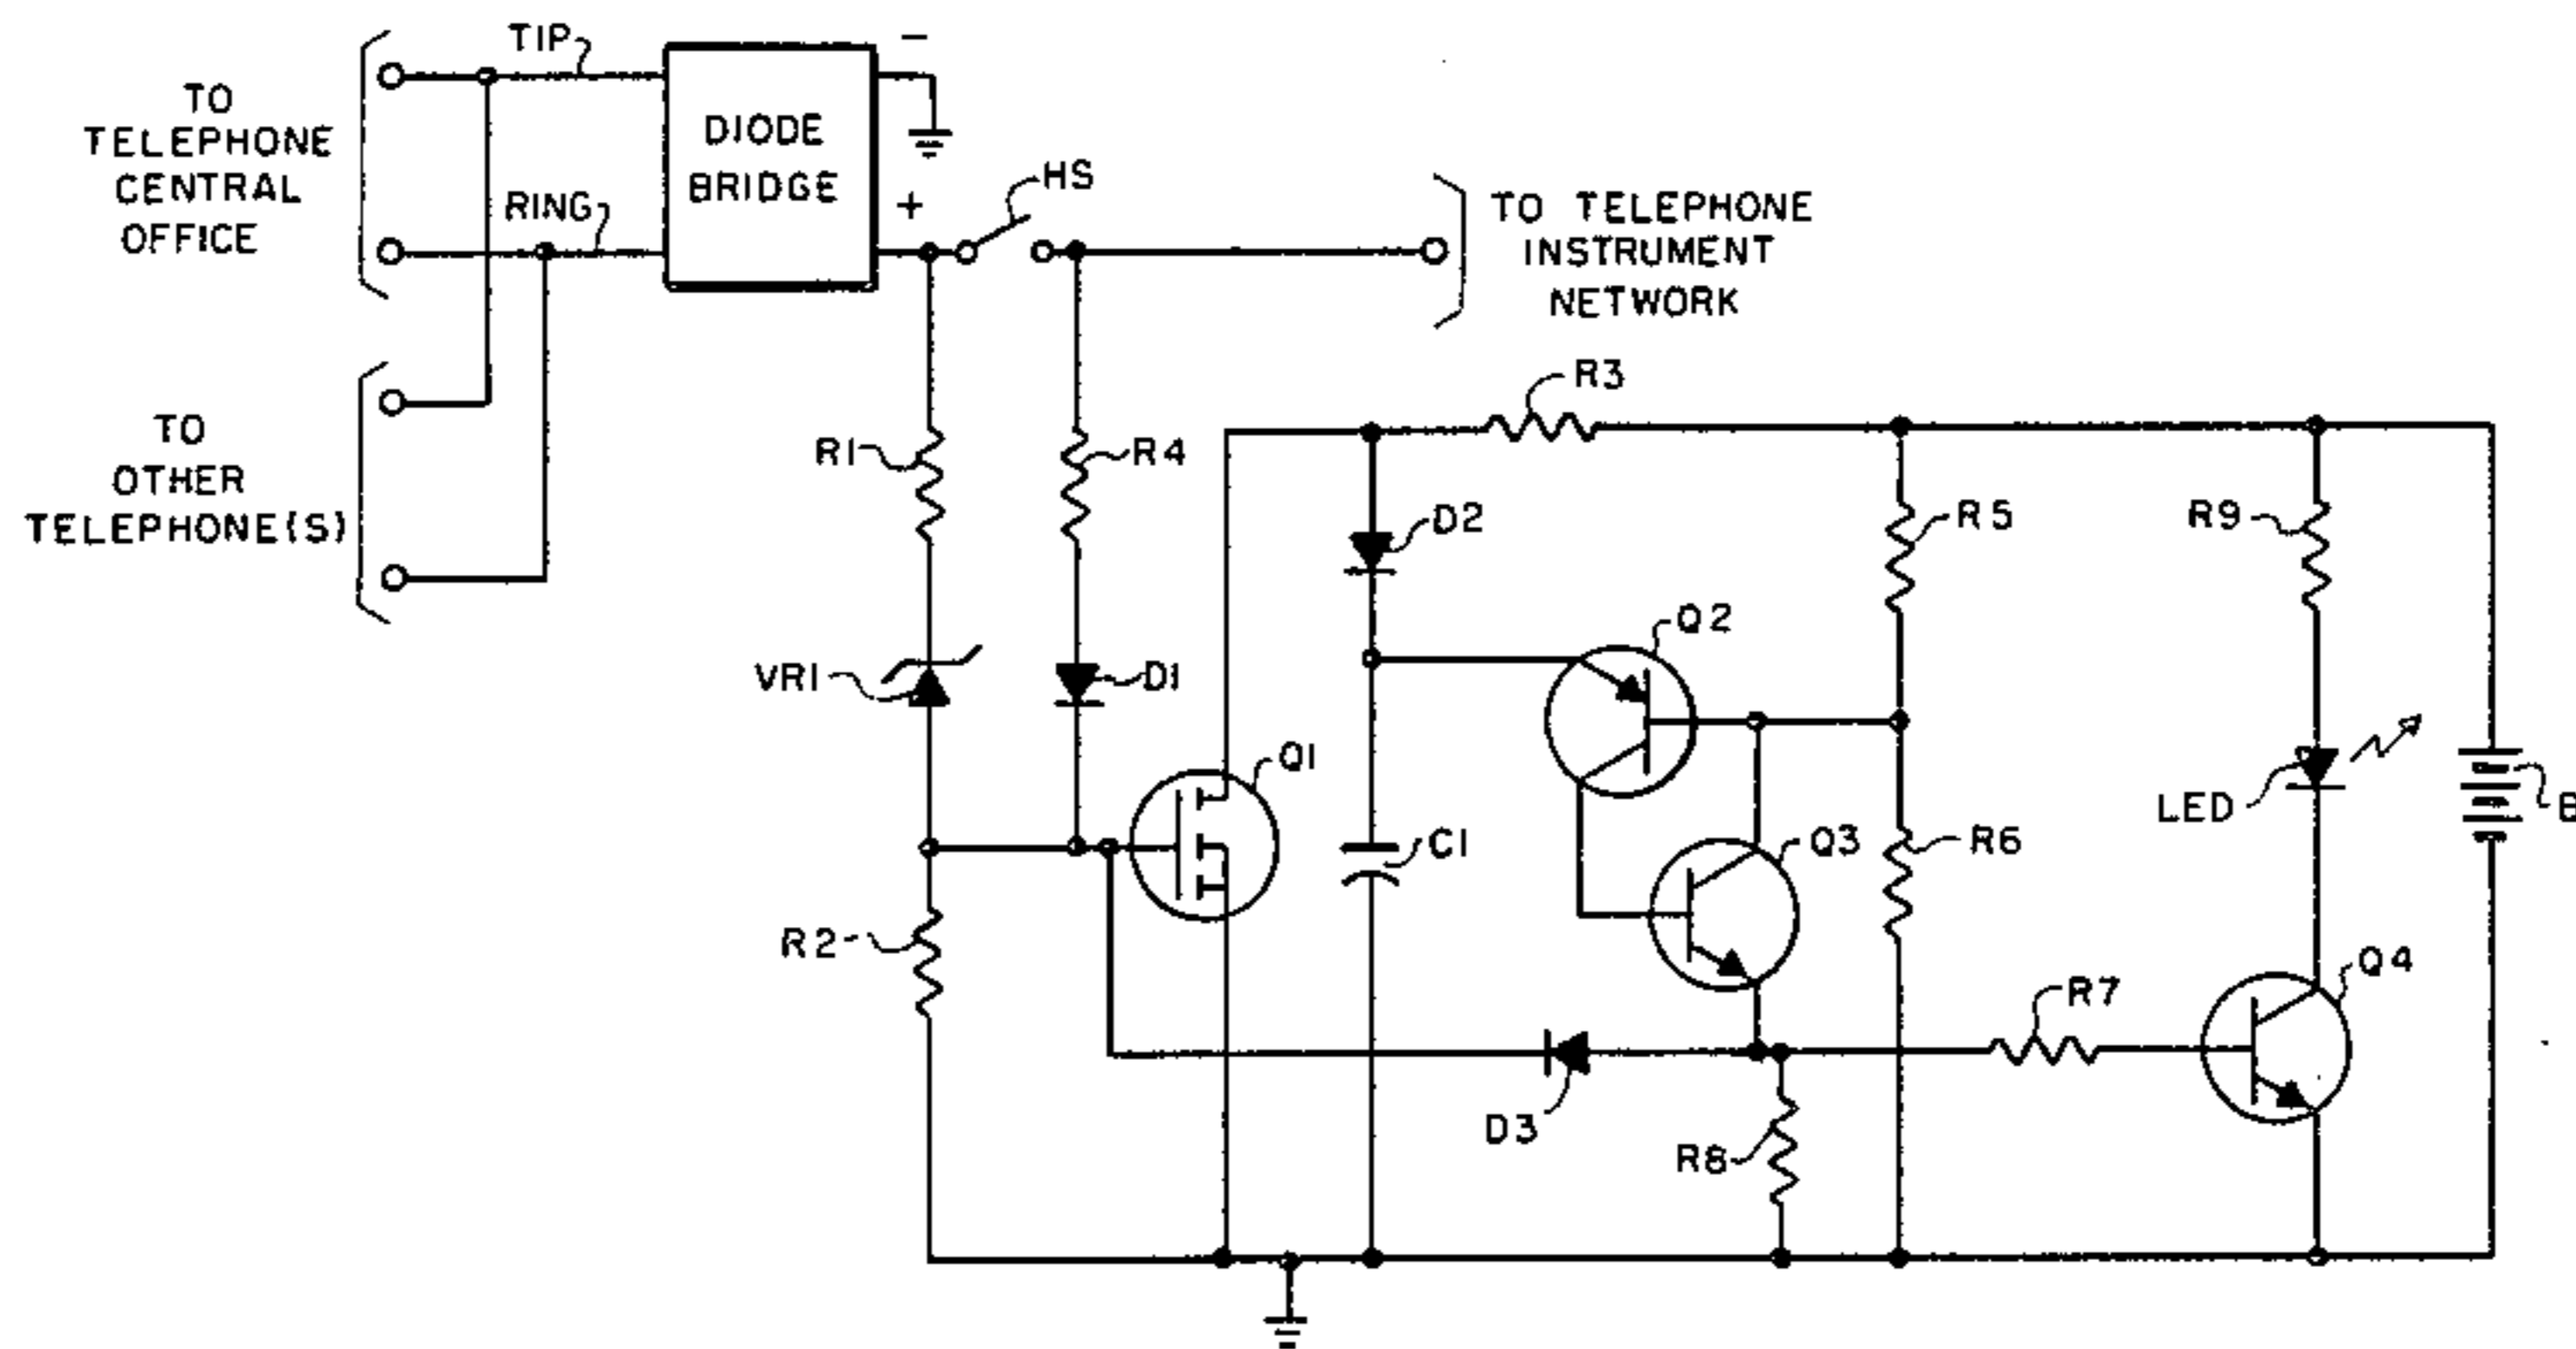 TIP
TO
TELEPHONE
CENTRAL
OFFICE
RING
DIODE
BRIDGE
-
+
HS
TO TELEPHONE
INSTRUMENT
NETWORK
TO
OTHER
TELEPHONE(S)
R3
R1
R4
D2
R5
R9
VR1
D1
Q2
Q1
LED
B
C1
Q3
R6
R2
Q4
R7
D3
R8